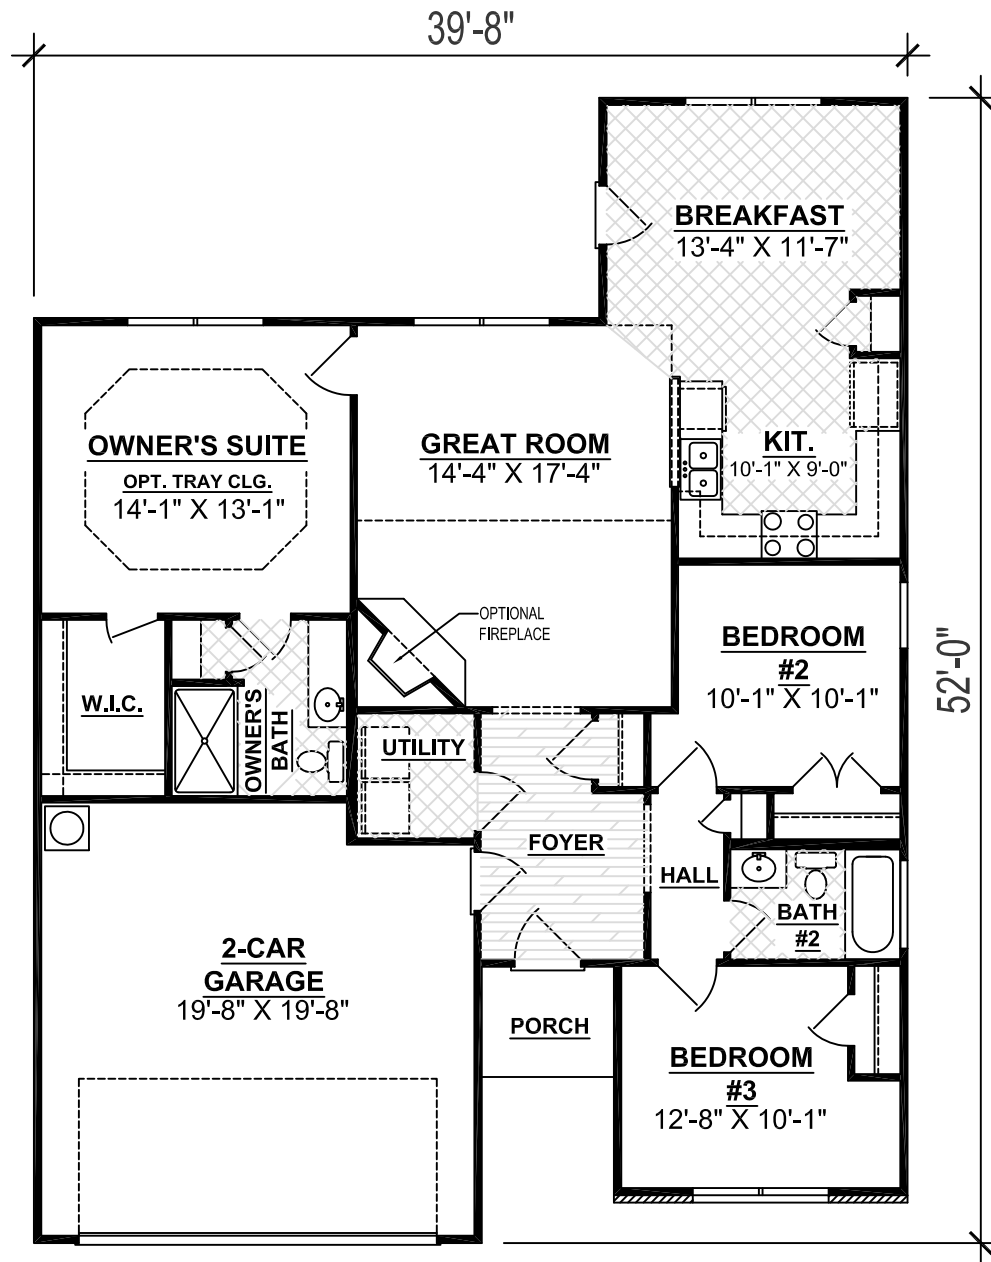 39'-8"
BREAKFAST
13'-4" X 11'-7"
OWNER'S SUITE
OPT. TRAY CLG.
14'-1" X 13'-1"
GREAT ROOM
14'-4" X 17'-4"
KIT.
10'-1" X 9'-0"
OPTIONAL
FIREPLACE
BEDROOM
#2
10'-1" X 10'-1"
52'-0"
W.I.C.
OWNER'S
BATH
UTILITY
FOYER
HALL
BATH
#2
2-CAR
GARAGE
19'-8" X 19'-8"
PORCH
BEDROOM
#3
12'-8" X 10'-1"